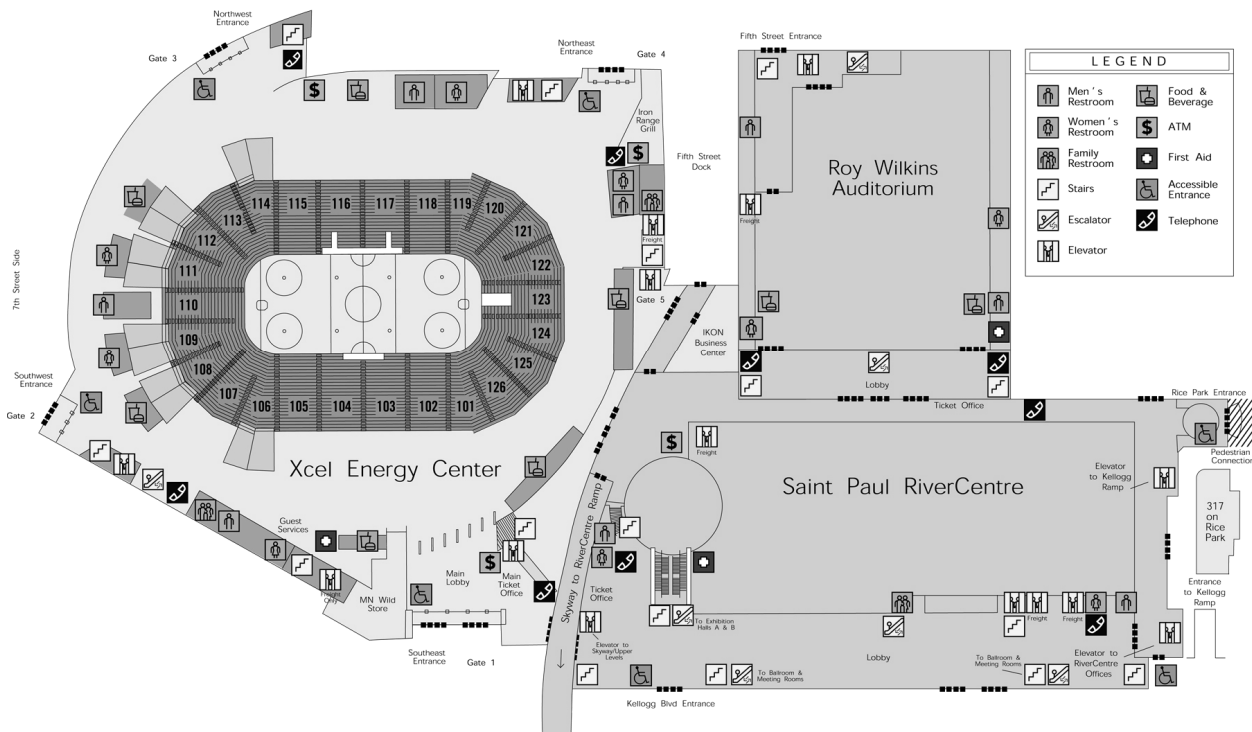 Northwest
Entrance
Gate 3
Northeast
Entrance
Gate 4
Fifth Street Entrance
LEGEND
Men's
Restroom
Food &
Beverage
Women's
Restroom
ATM
Family
Restroom
First Aid
Stairs
Accessible
Entrance
Escalator
Telephone
Elevator
$
Iron
Range
Grill
$
Fifth Street
Dock
Roy Wilkins
Auditorium
Freight
Freight
7th Street Side
114
115
116
117
118
119
120
113
121
112
122
111
110
123
109
124
108
125
107
126
106
105
104
103
102
101
Gate 5
IKON
Business
Center
Lobby
Ticket Office
Southwest
Entrance
Gate 2
Rice Park Entrance
Pedestrian
Connection
Xcel Energy Center
$
Freight
Saint Paul RiverCentre
Elevator
to Kellogg
Ramp
317
on
Rice
Park
Skyway to RiverCentre Ramp
Guest
Services
Freight
Only
MN Wild
Store
Main
Lobby
$
Main
Ticket
Office
Ticket
Office
Entrance
to Kellogg
Ramp
Southeast
Entrance
Gate 1
Elevator to
Skyway/Upper
Levels
To Exhibition
Halls A & B
Freight
Freight
Lobby
Elevator to
RiverCentre
Offices
To Ballroom &
Meeting Rooms
To Ballroom &
Meeting Rooms
Kellogg Blvd Entrance